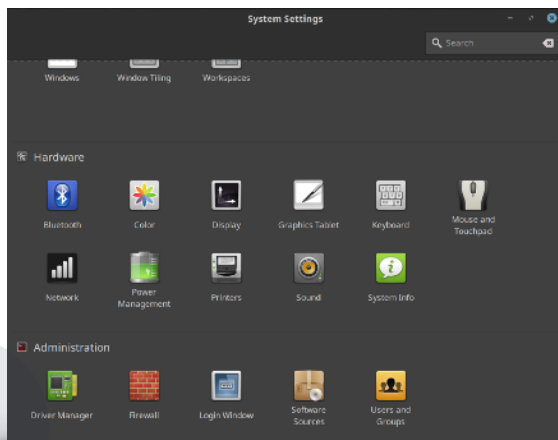 System Settings
Search
Windows
Window Tiling
Workspaces
Hardware
Bluetooth
Color
Display
Graphics Tablet
Keyboard
Mouse and
Touchpad
Network
Power
Management
Printers
Sound
System Info
Administration
Driver Manager
Firewall
Login Window
Software
Sources
Users and
Groups